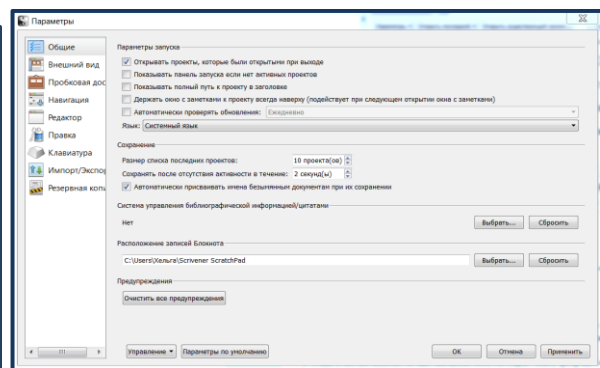 Параметры
Общие
Внешний вид
Пробковая дос
Навигация
Редактор
Правка
Клавиатура
Импорт/Экспор
Резервная копи
Параметры запуска
Открывать проекты, которые были открытыми при выходе
Показывать панель запуска если нет активных проектов
Показывать полный путь к проекту в заголовке
Держать окно с заметками к проекту всегда наверху (подействует при следующем открытии окна с заметками)
Автоматически проверять обновления: Ежедневно
Язык: Системный язык
Сохранение
Размер списка последних проектов: 10 проекта(ов)
Сохранять после отсутствия активности в течение: 2 секунд(ы)
Автоматически присваивать имена безымянным документам при их сохранении
Система управления библиографической информацией/цитатами
Нет Выбрать... Сбросить
Расположение записей Блокнота
C:\Users\Хельга\Scrivener ScratchPad Выбрать... Сбросить
Предупреждения
Очистить все предупреждения
Управление Параметры по умолчанию OK Отмена Применить